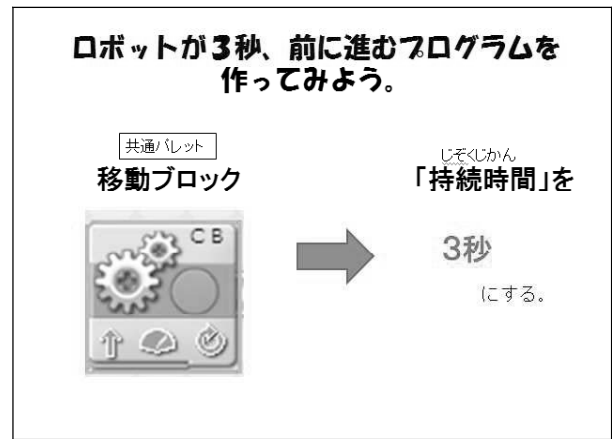 ロボットが3秒、前に進むプログラムを
作ってみよう。
共通パレット
移動ブロック
C B
じぞくじかん
「持続時間」を
3秒
にする。